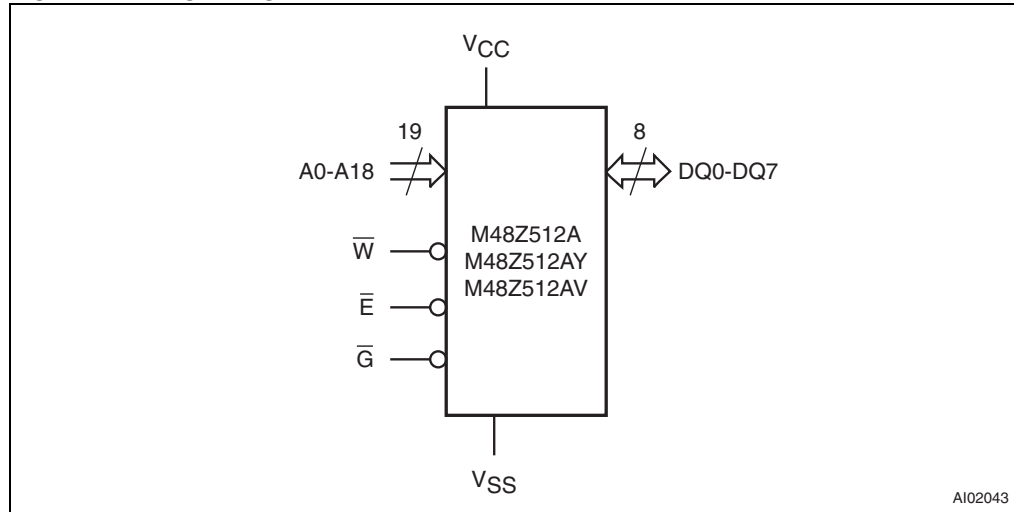 VCC
19
8
A0-A18
DQ0-DQ7
M48Z512A
M48Z512AY
M48Z512AV
W̅
E̅
G̅
VSS
AI02043